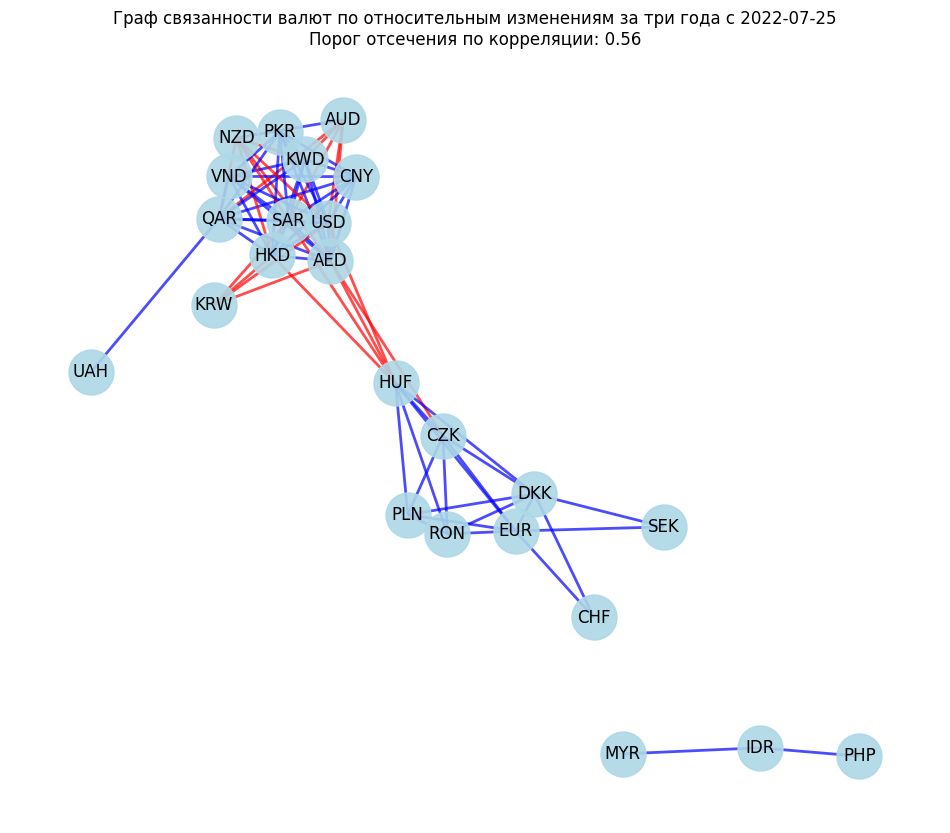 Граф связанности валют по относительным изменениям за три года с 2022-07-25
Порог отсечения по корреляции: 0.56
AUD
PKR
NZD
KWD
VND
CNY
QAR
SAR
USD
HKD
AED
KRW
UAH
HUF
CZK
DKK
PLN
RON
EUR
SEK
CHF
MYR
IDR
PHP